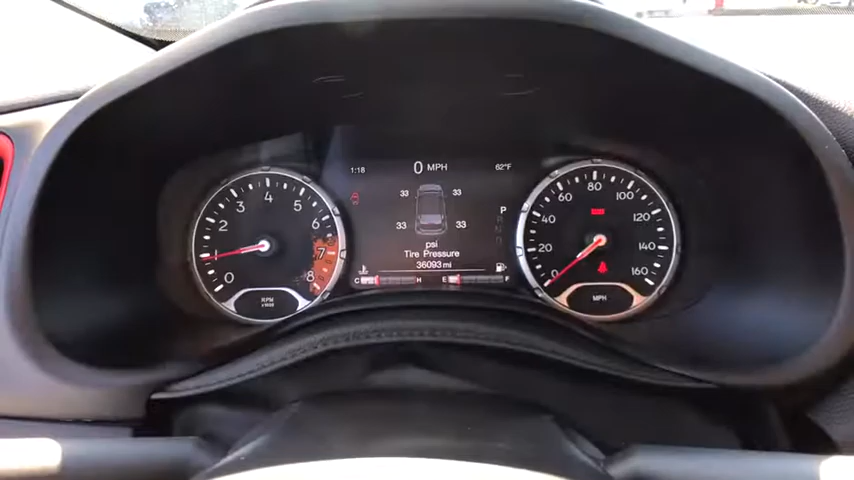 1:18 0 MPH 62°F
33 33
33 33
P
R
N
D
psi
Tire Pressure
36093 mi
C H E F
0 1 2 3 4 5 6 7 8
RPM
x1000
0 20 40 60 80 100 120 140 160
MPH